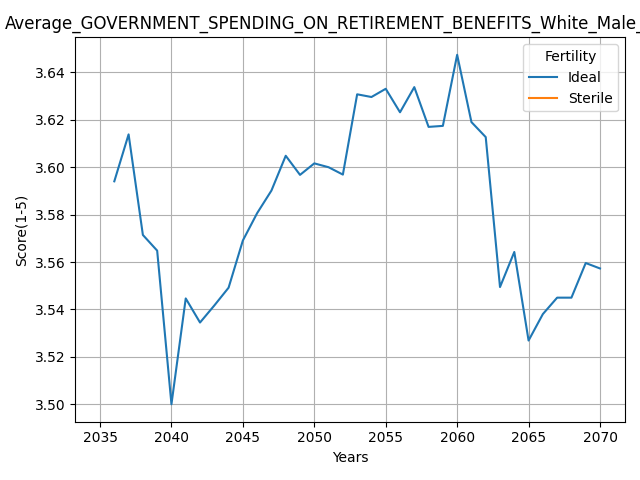 Average_GOVERNMENT_SPENDING_ON_RETIREMENT_BENEFITS_White_Male_
Fertility
Ideal
Sterile
Score(1-5)
3.64
3.62
3.60
3.58
3.56
3.54
3.52
3.50
2035 2040 2045 2050 2055 2060 2065 2070
Years